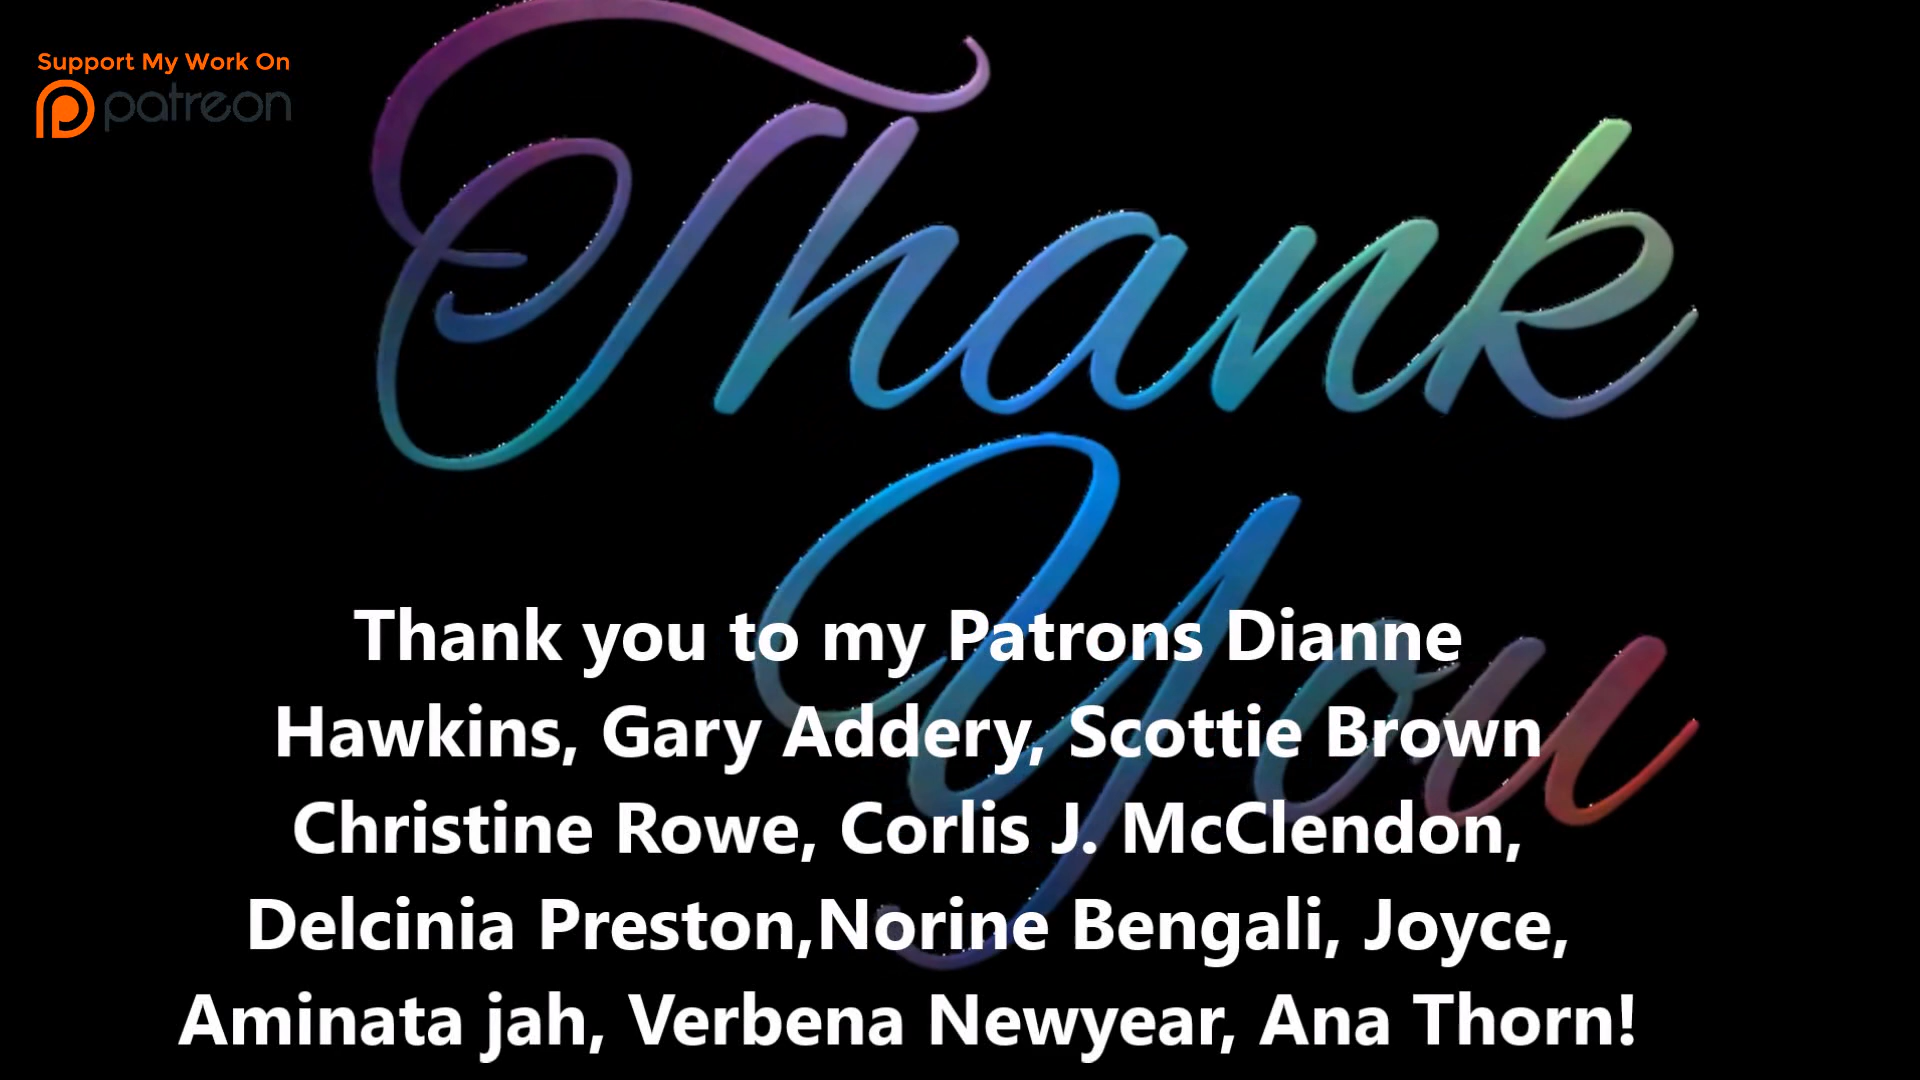 Support My Work On
patreon
Thank
You
Thank you to my Patrons Dianne
Hawkins, Gary Addery, Scottie Brown
Christine Rowe, Corlis J. McClendon,
Delcinia Preston,Norine Bengali, Joyce,
Aminata jah, Verbena Newyear, Ana Thorn!